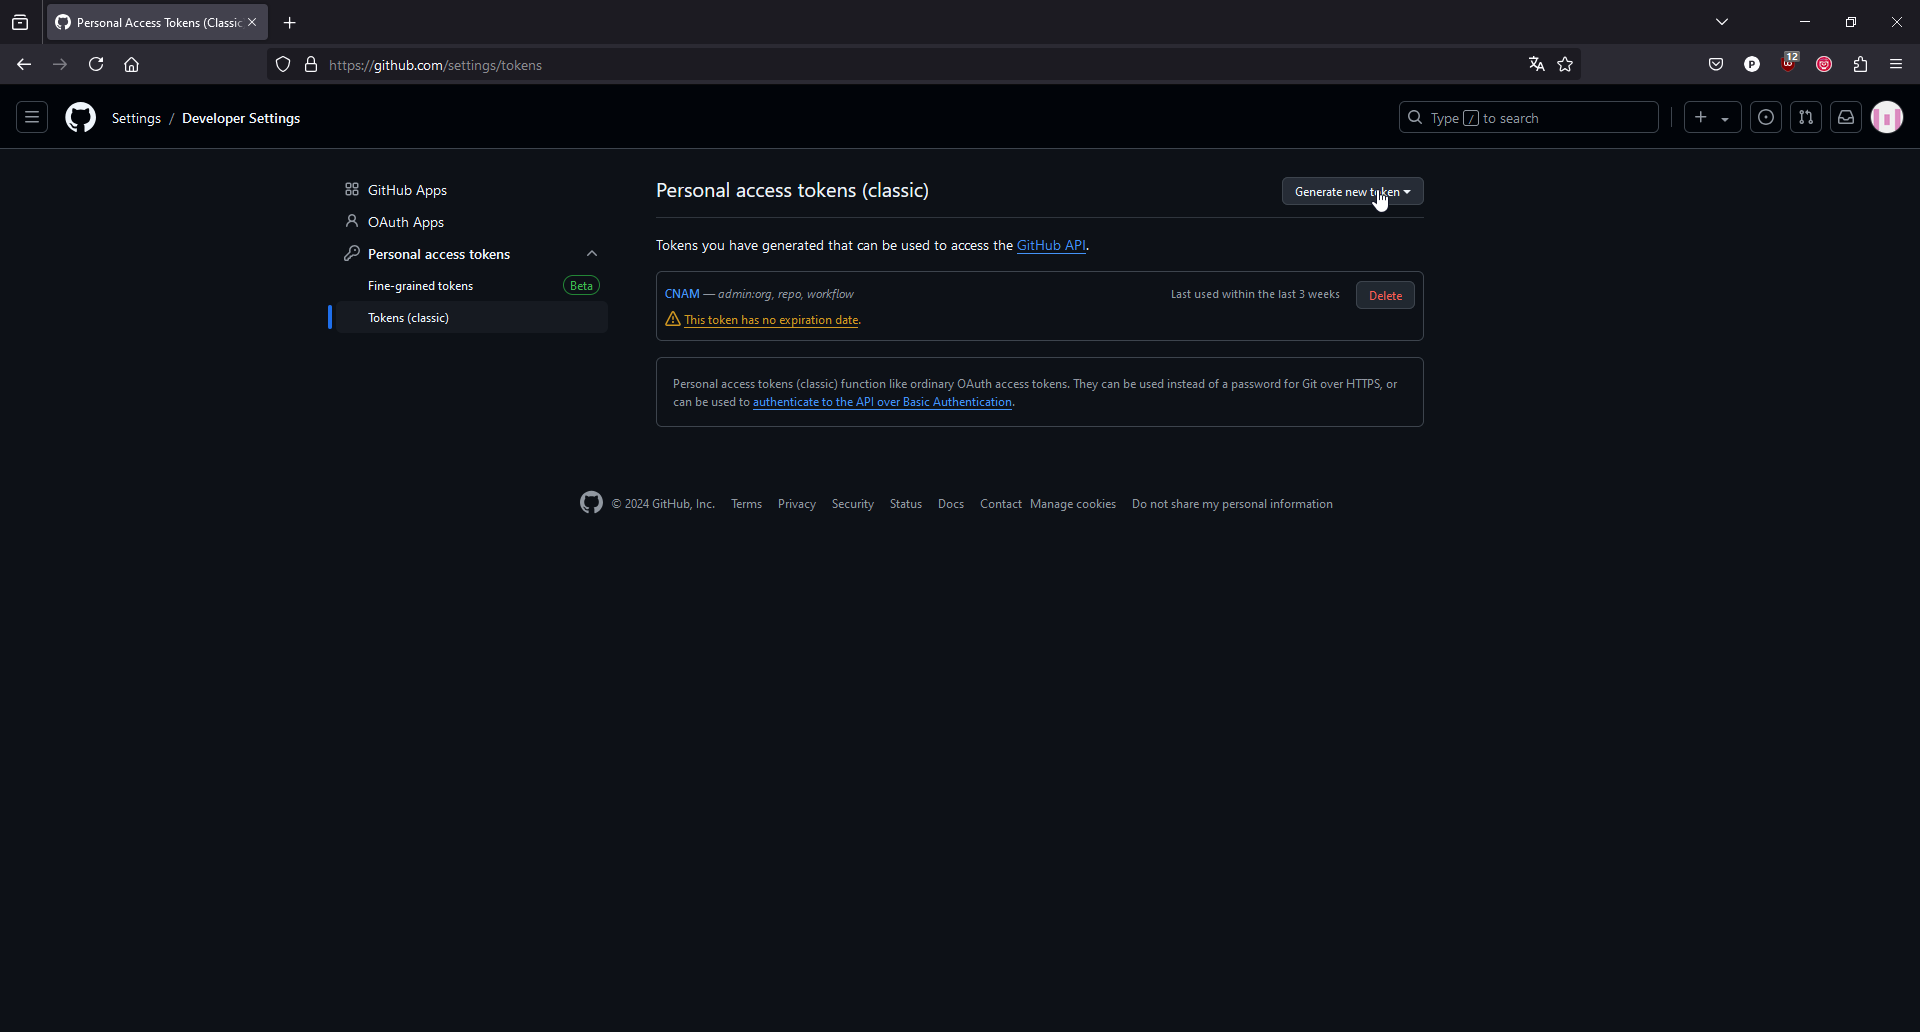 Personal Access Tokens (Classic
https://github.com/settings/tokens
12
P
Settings / Developer Settings
Type / to search
GitHub Apps
OAuth Apps
Personal access tokens
Fine-grained tokens Beta
Tokens (classic)
Personal access tokens (classic)
Generate new token
Tokens you have generated that can be used to access the GitHub API.
CNAM — admin:org, repo, workflow
Last used within the last 3 weeks
Delete
This token has no expiration date.
Personal access tokens (classic) function like ordinary OAuth access tokens. They can be used instead of a password for Git over HTTPS, or
can be used to authenticate to the API over Basic Authentication.
© 2024 GitHub, Inc. Terms Privacy Security Status Docs Contact Manage cookies Do not share my personal information